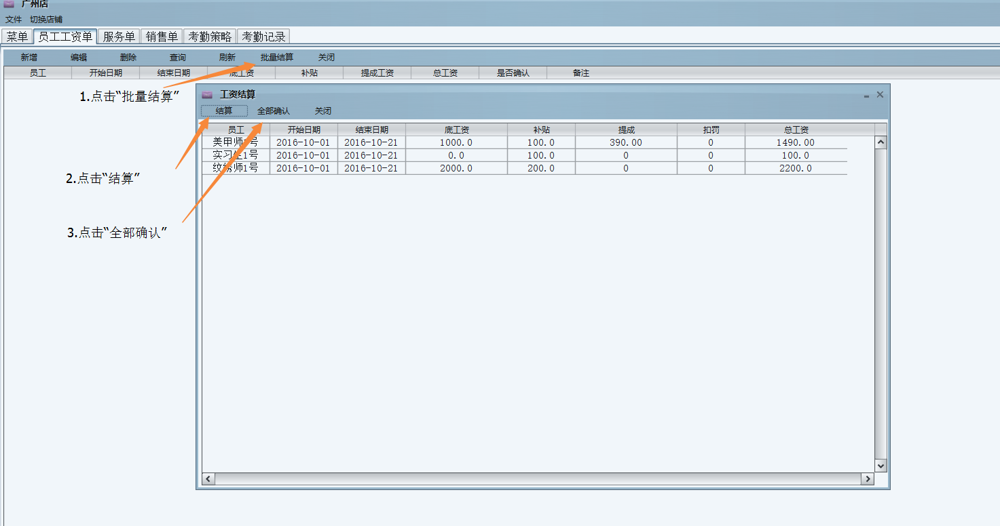 广州店
文件 切换店铺
菜单 员工工资单 服务单 销售单 考勤策略 考勤记录
新增 编辑 删除 查询 刷新 批量结算 关闭
员工 开始日期 结束日期 底工资 补贴 提成工资 总工资 是否确认 备注
1.点击“批量结算”
工资结算
结算 全部确认 关闭
员工 开始日期 结束日期 底工资 补贴 提成 扣罚 总工资
美甲师1号 2016-10-01 2016-10-21 1000.0 100.0 390.00 0 1490.00
实习生1号 2016-10-01 2016-10-21 0.0 100.0 0 0 100.0
纹绣师1号 2016-10-01 2016-10-21 2000.0 200.0 0 0 2200.0
2.点击“结算”
3.点击“全部确认”